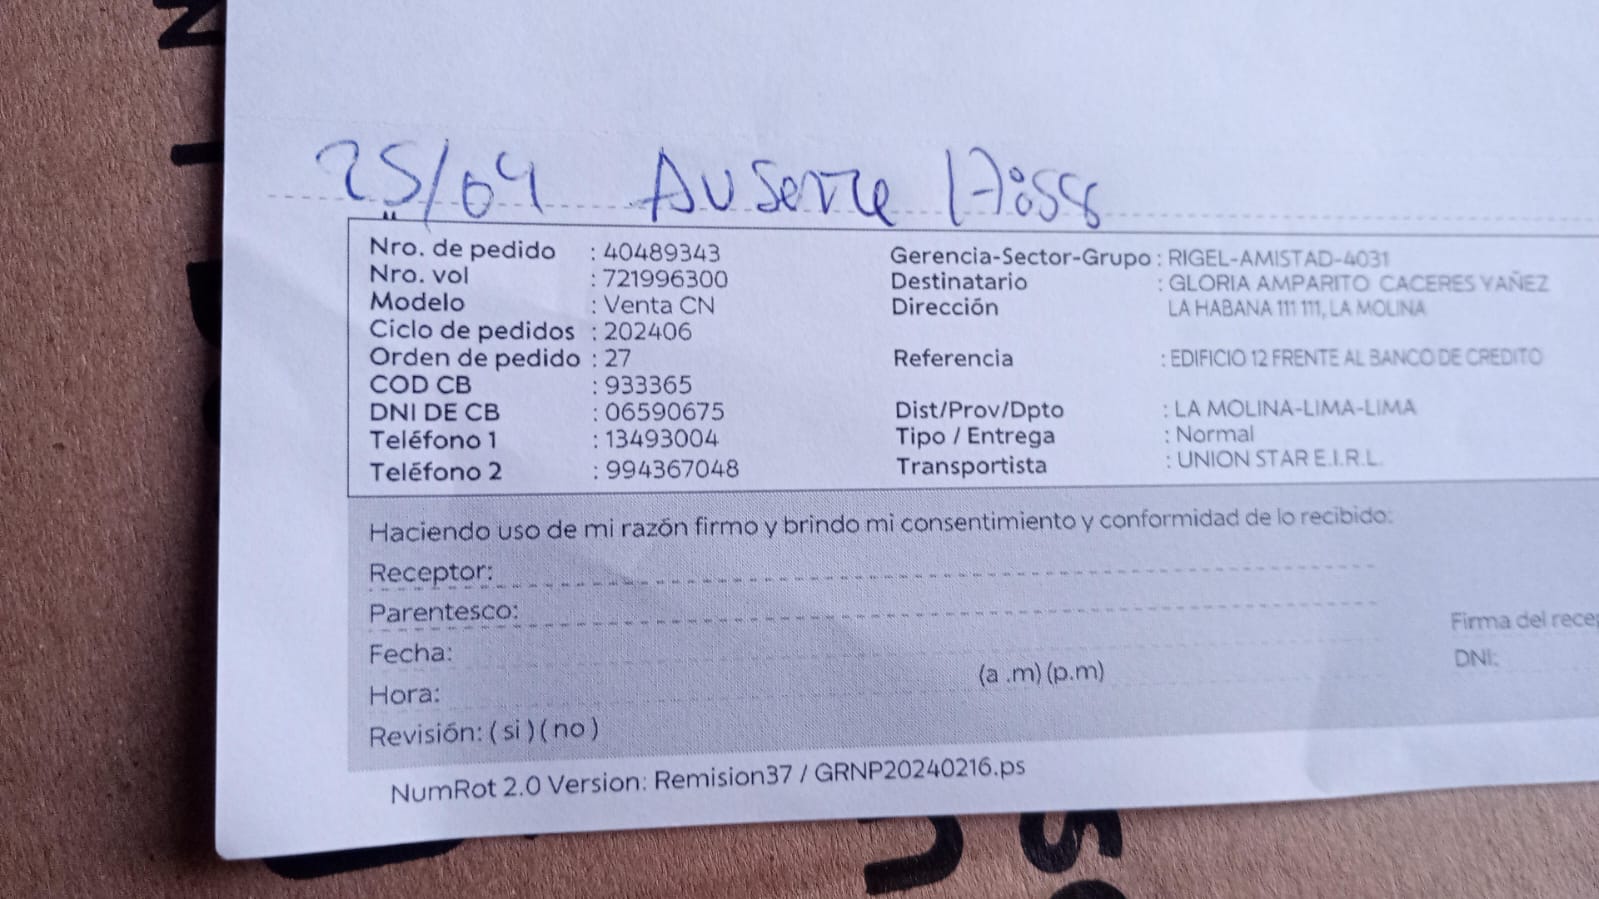 25/04 Ausente 17:58
Nro. de pedido : 40489343
Nro. vol : 721996300
Modelo : Venta CN
Ciclo de pedidos : 202406
Orden de pedido : 27
COD CB : 933365
DNI DE CB : 06590675
Teléfono 1 : 13493004
Teléfono 2 : 994367048
Gerencia-Sector-Grupo : RIGEL-AMISTAD-4031
Destinatario : GLORIA AMPARITO CACERES YAÑEZ
Dirección LA HABANA 111 111, LA MOLINA
Referencia : EDIFICIO 12 FRENTE AL BANCO DE CREDITO
Dist/Prov/Dpto : LA MOLINA-LIMA-LIMA
Tipo / Entrega : Normal
Transportista : UNION STAR E.I.R.L.
Haciendo uso de mi razón firmo y brindo mi consentimiento y conformidad de lo recibido:
Receptor:
Parentesco:
Fecha:
Hora: (a .m) (p.m)
Revisión: ( si ) ( no )
Firma del rece
DNI:
NumRot 2.0 Version: Remision37 / GRNP20240216.ps